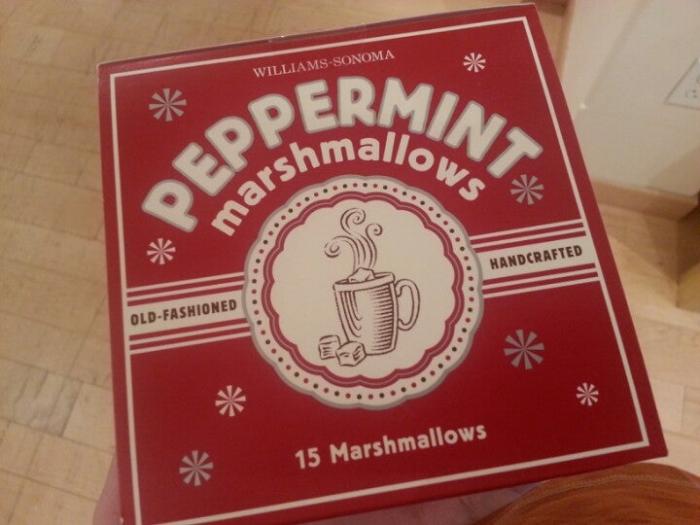 WILLIAMS-SONOMA
PEPPERMINT
marshmallows
OLD-FASHIONED
HANDCRAFTED
15 Marshmallows